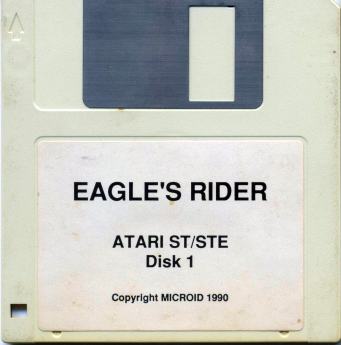 EAGLE'S RIDER
ATARI ST/STE
Disk 1
Copyright MICROID 1990